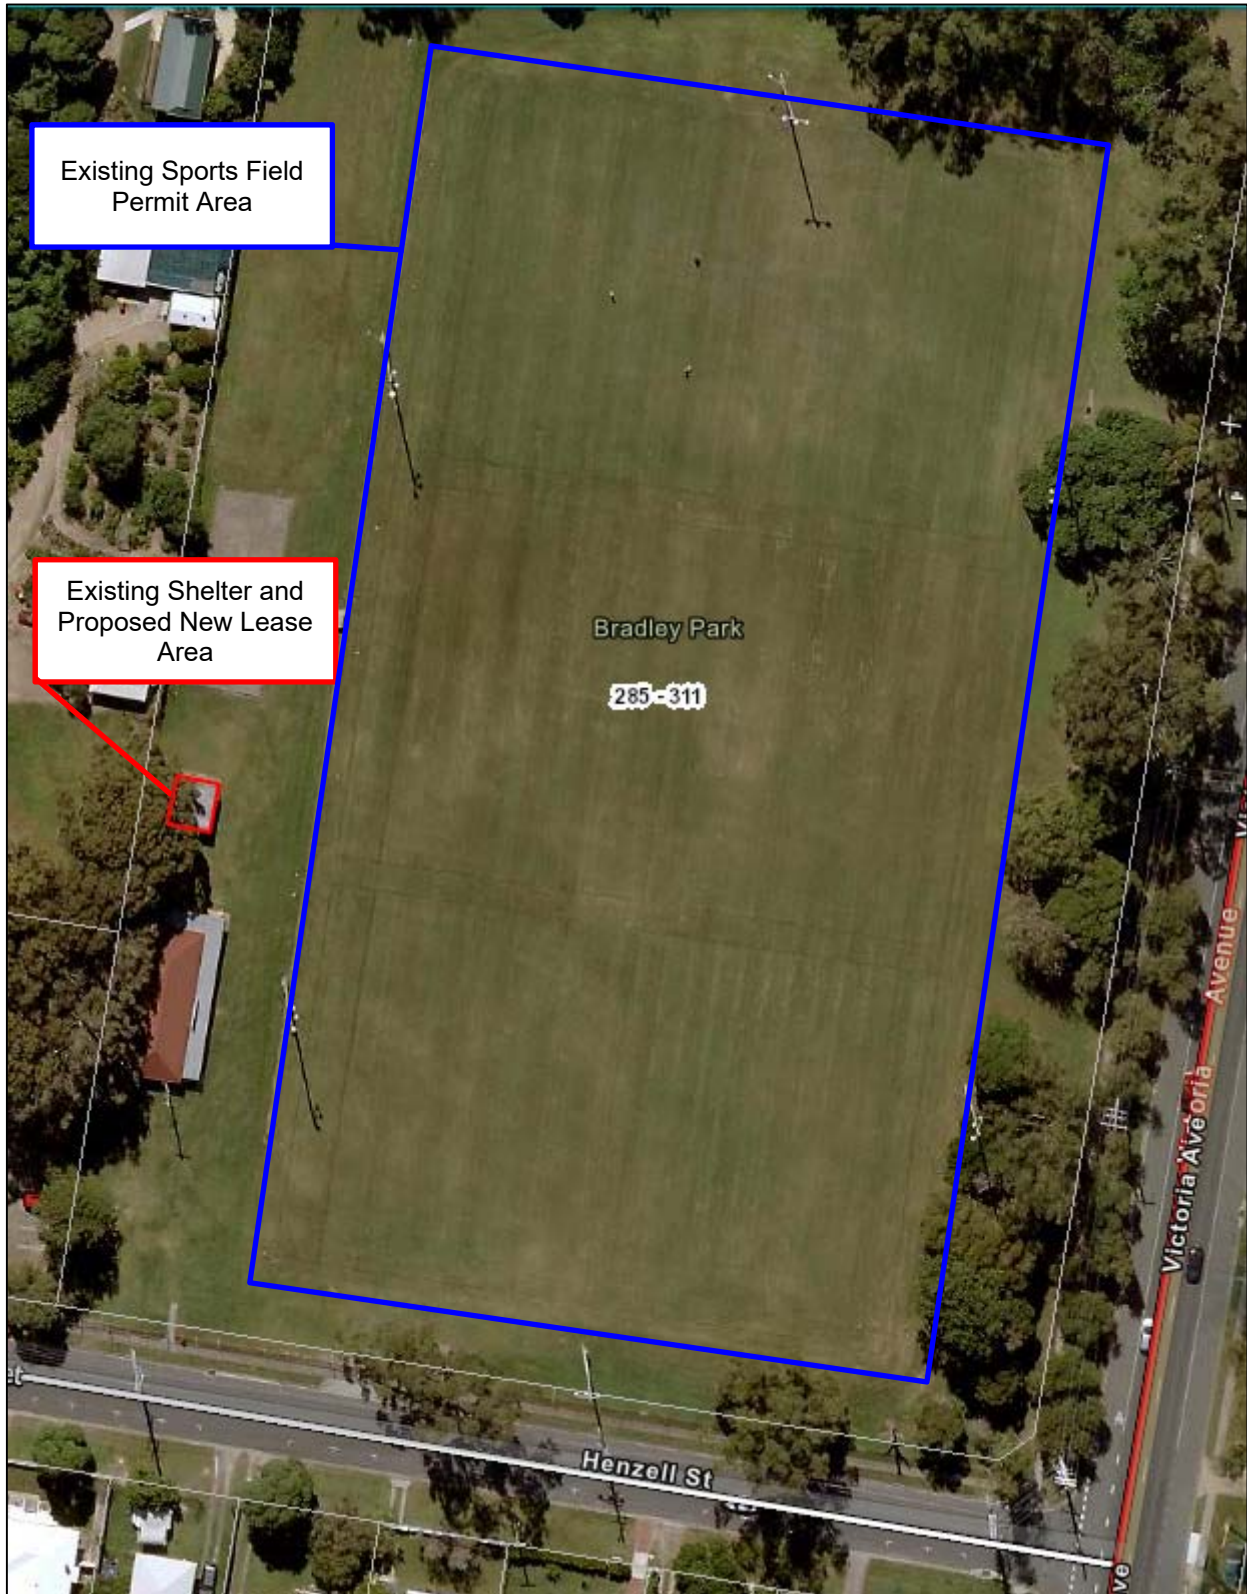 Existing Sports Field
Permit Area
Existing Shelter and
Proposed New Lease
Area
Bradley Park
285 - 311
Avenue
Victoria Ave
Henzell St